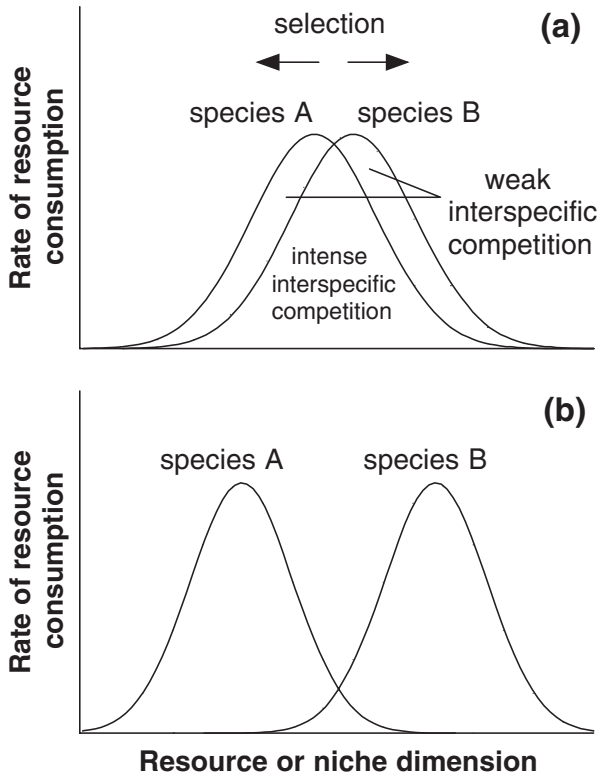 selection
(a)
species A
species B
weak
interspecific
competition
intense
interspecific
competition
Rate of resource
consumption
(b)
species A
species B
Rate of resource
consumption
Resource or niche dimension